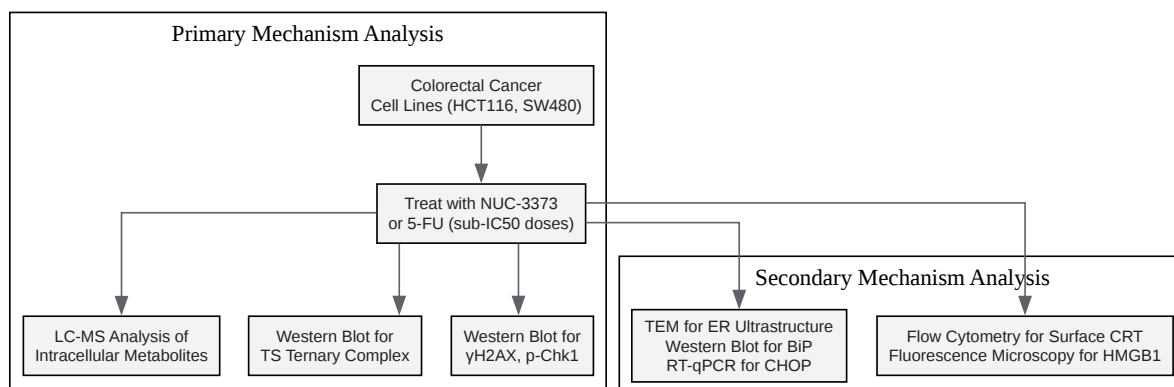 Primary Mechanism Analysis
Colorectal Cancer
Cell Lines (HCT116, SW480)
Treat with NUC-3373
or 5-FU (sub-IC50 doses)
LC-MS Analysis of
Intracellular Metabolites
Western Blot for
TS Ternary Complex
Western Blot for
γH2AX, p-Chk1
Secondary Mechanism Analysis
TEM for ER Ultrastructure
Western Blot for BiP
RT-qPCR for CHOP
Flow Cytometry for Surface CRT
Fluorescence Microscopy for HMGB1